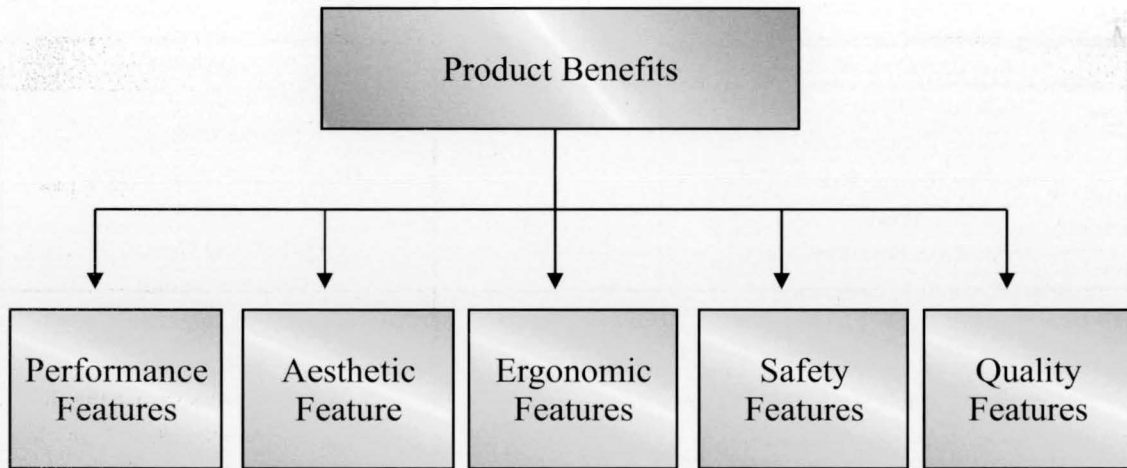 Product Benefits
Performance
Features
Aesthetic
Feature
Ergonomic
Features
Safety
Features
Quality
Features